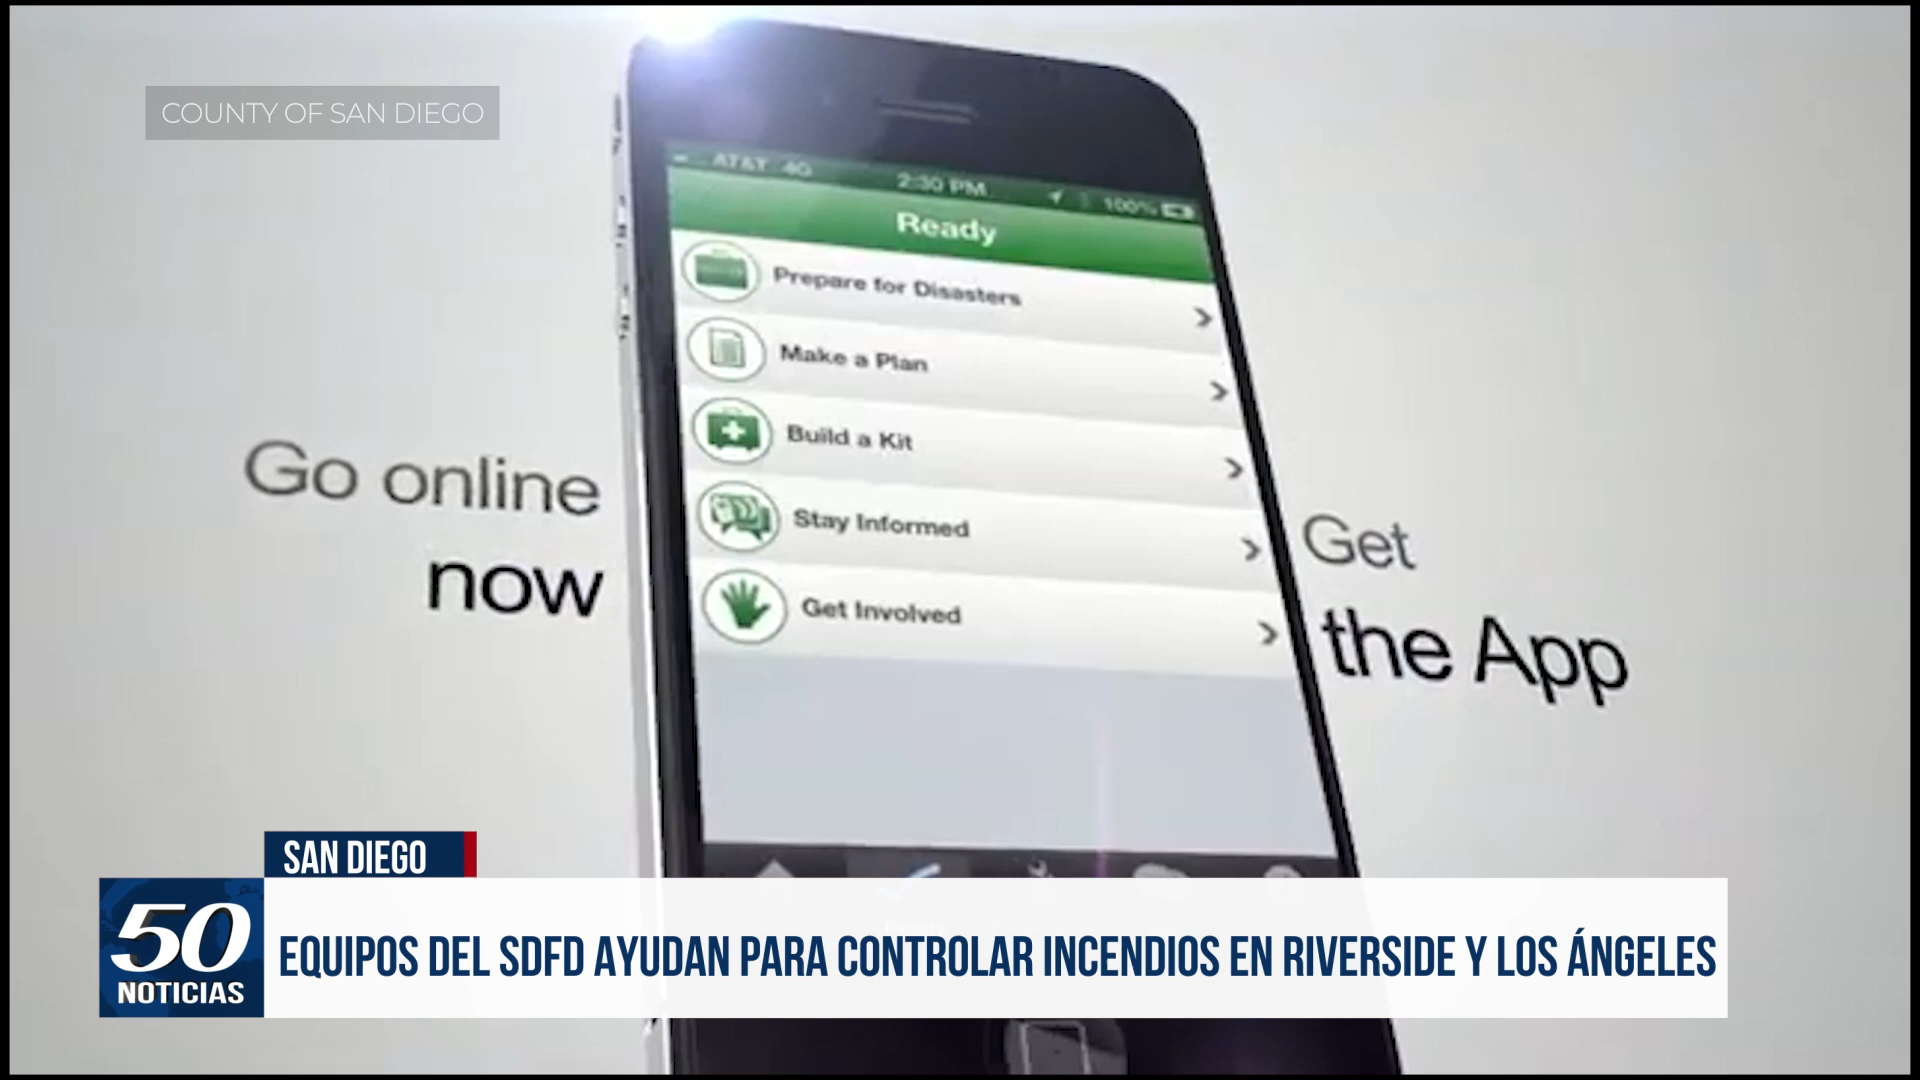 COUNTY OF SAN DIEGO
AT&T 4G
2:30 PM
100%
Ready
Prepare for Disasters
Make a Plan
Build a Kit
Stay Informed
Get Involved
Go online
now
Get
the App
SAN DIEGO
50
NOTICIAS
EQUIPOS DEL SDFD AYUDAN PARA CONTROLAR INCENDIOS EN RIVERSIDE Y LOS ÁNGELES